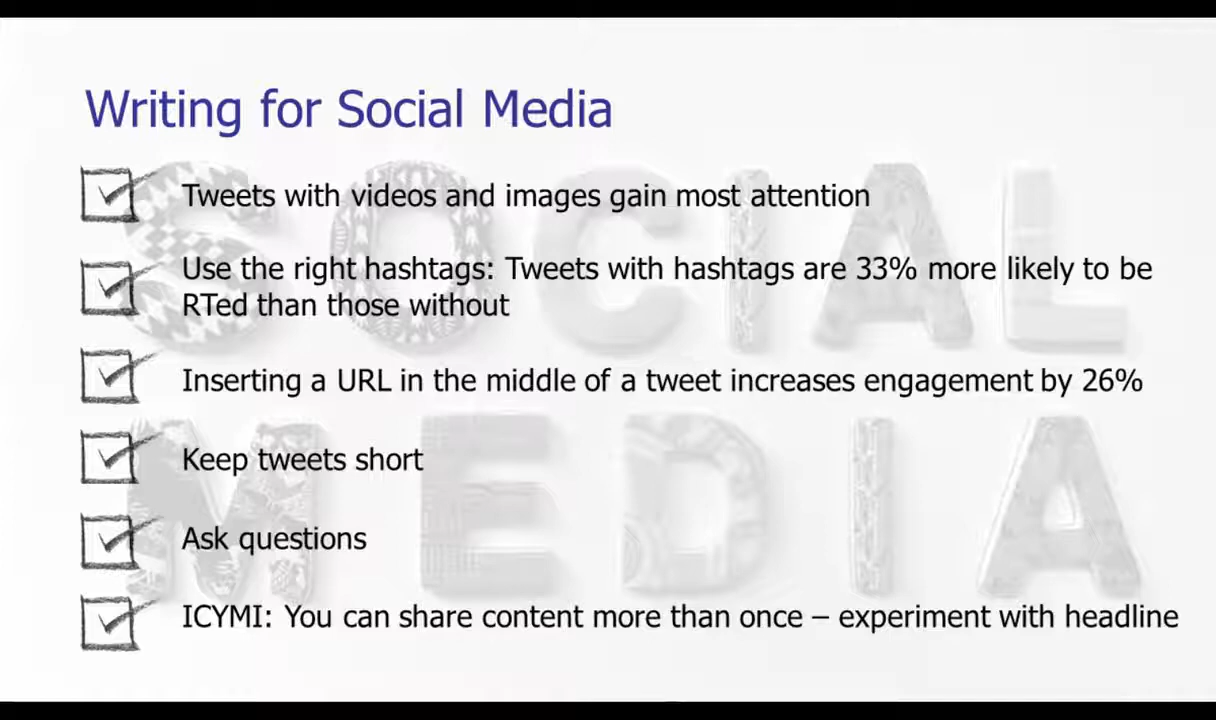 Writing for Social Media
Tweets with videos and images gain most attention
Use the right hashtags: Tweets with hashtags are 33% more likely to be
RTed than those without
Inserting a URL in the middle of a tweet increases engagement by 26%
Keep tweets short
Ask questions
ICYMI: You can share content more than once – experiment with headline
SOCIAL
MEDIA